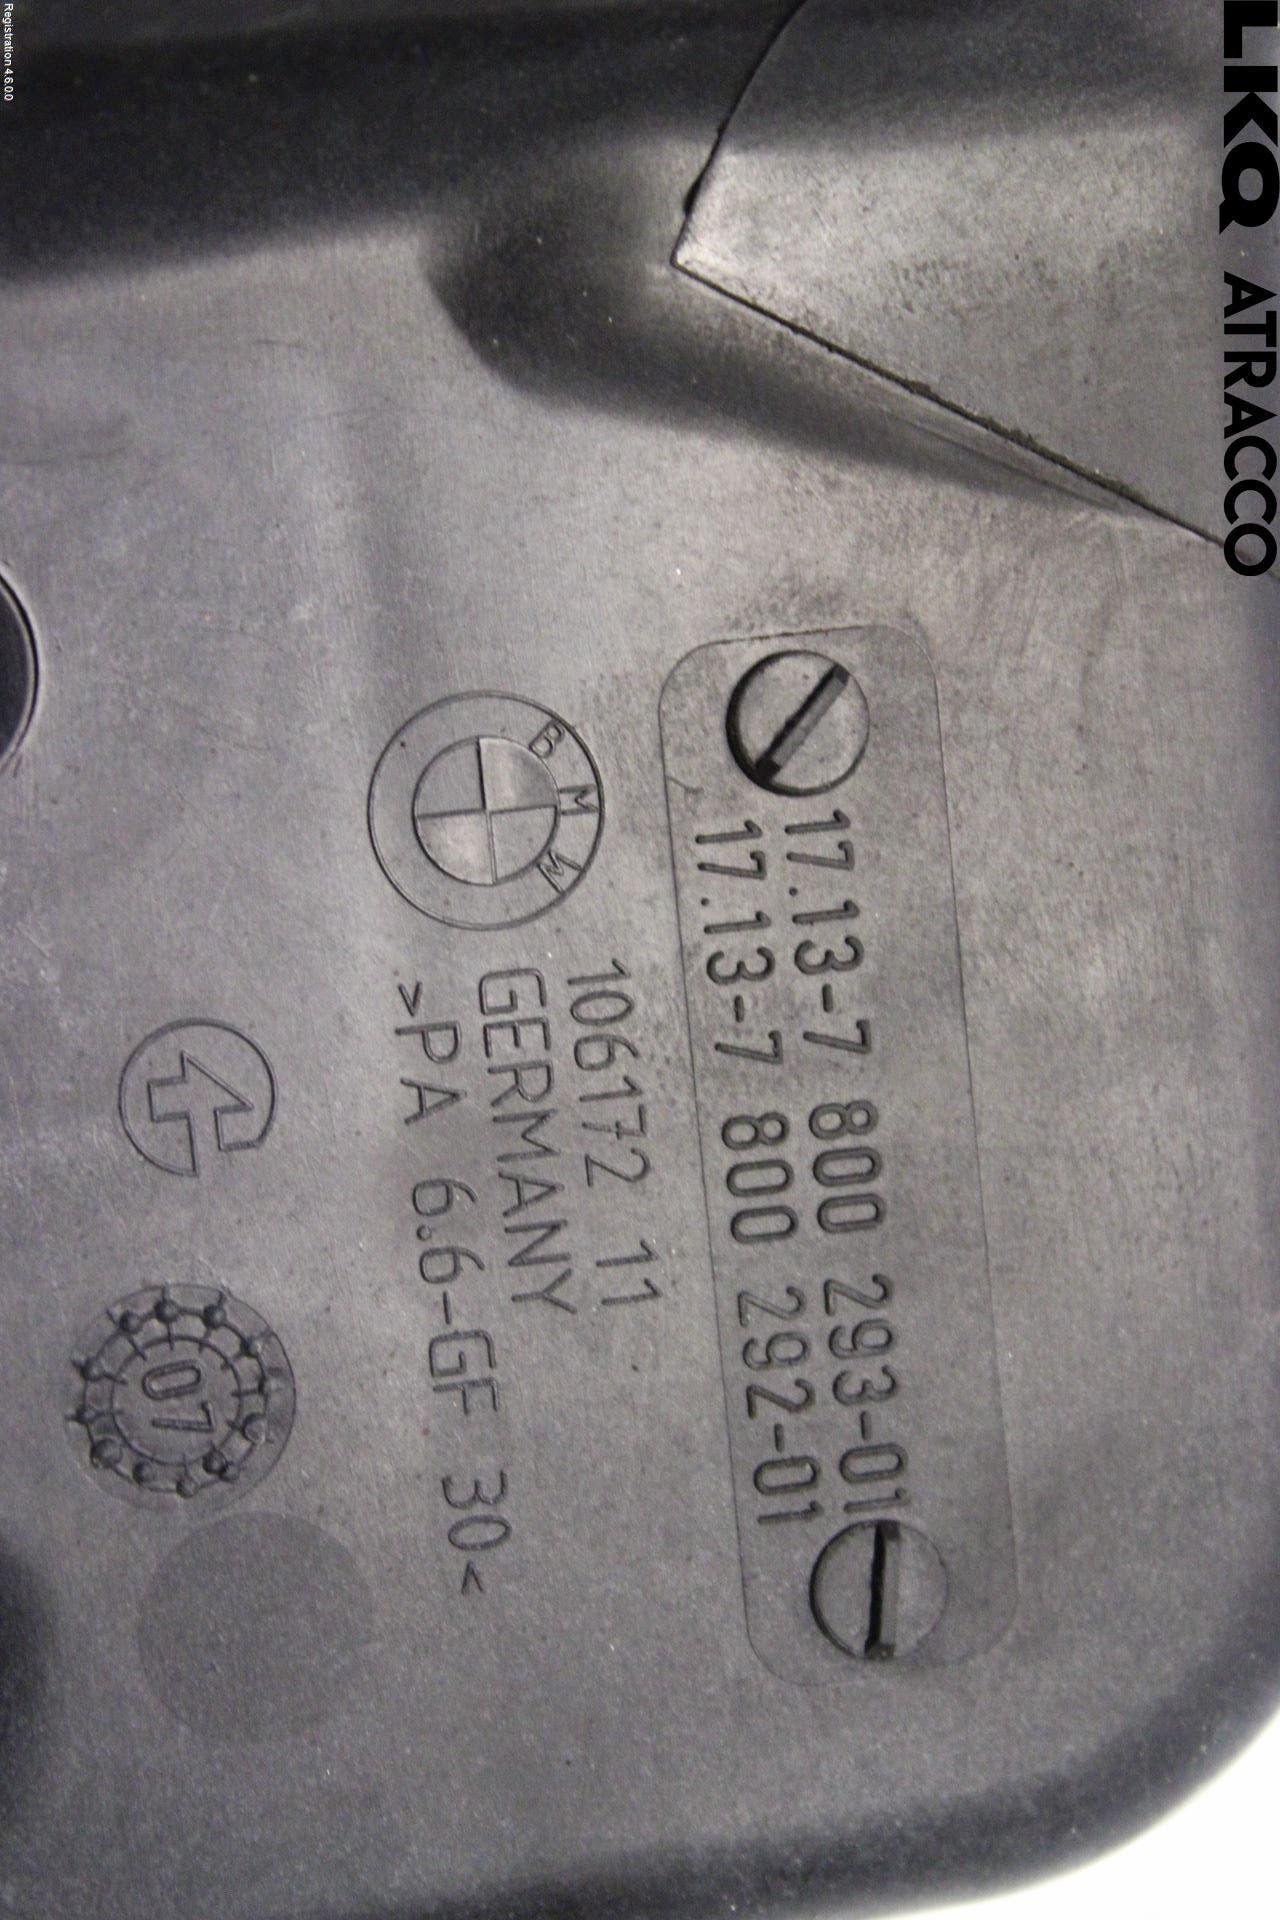 LKQ ATRACCO
17.13-7 800 293-01
17.13-7 800 292-01
BMW
106172 11
GERMANY
>PA 6.6-GF 30<
07
Registration 4.6.0.0